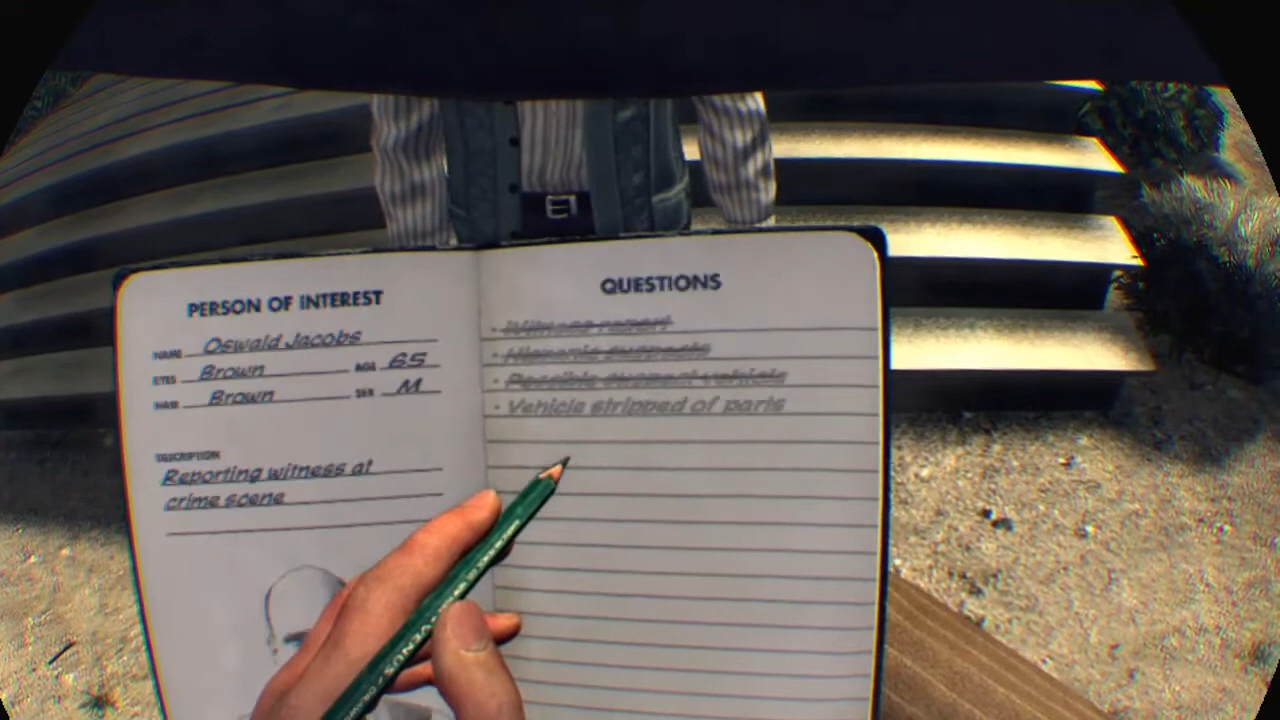 PERSON OF INTEREST
NAME Oswald Jacobs
EYES Brown AGE 65
HAIR Brown SEX M
DESCRIPTION
Reporting witness at
crime scene
QUESTIONS
• Witness report
• Hispanic suspects
• Possible suspect vehicle
• Vehicle stripped of parts
VENUS